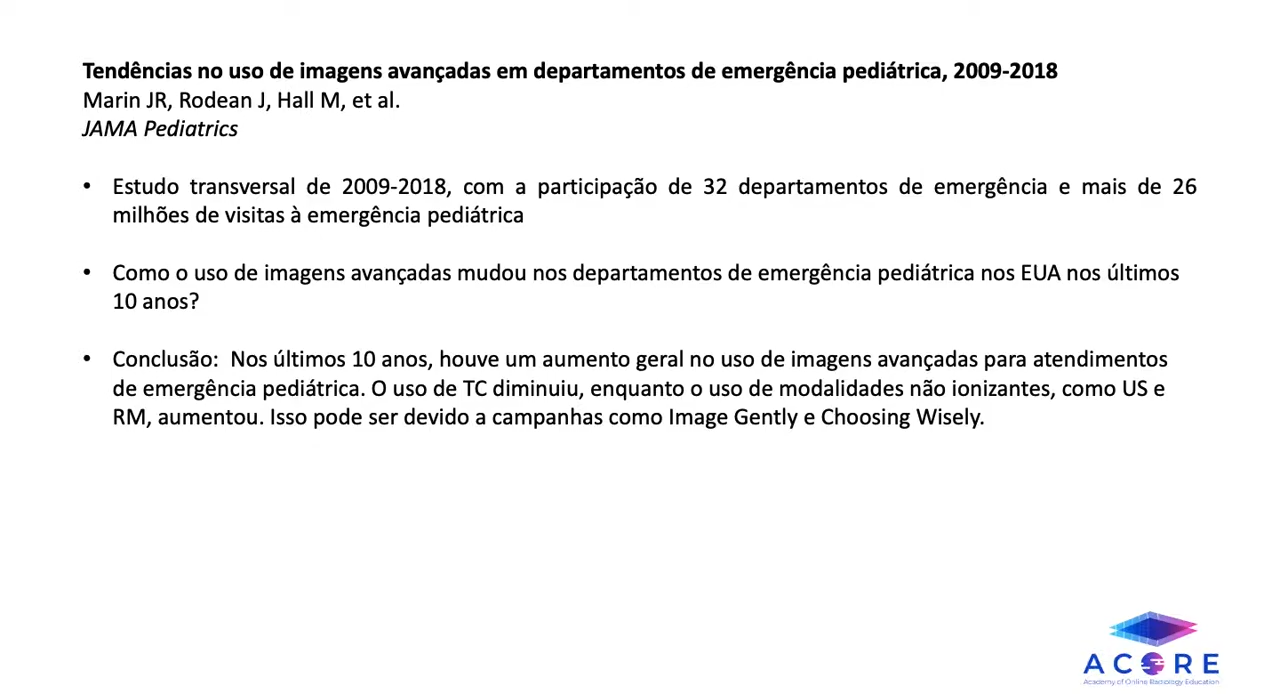 Tendências no uso de imagens avançadas em departamentos de emergência pediátrica, 2009-2018
Marin JR, Rodean J, Hall M, et al.
JAMA Pediatrics
• Estudo transversal de 2009-2018, com a participação de 32 departamentos de emergência e mais de 26
milhões de visitas à emergência pediátrica
• Como o uso de imagens avançadas mudou nos departamentos de emergência pediátrica nos EUA nos últimos
10 anos?
• Conclusão: Nos últimos 10 anos, houve um aumento geral no uso de imagens avançadas para atendimentos
de emergência pediátrica. O uso de TC diminuiu, enquanto o uso de modalidades não ionizantes, como US e
RM, aumentou. Isso pode ser devido a campanhas como Image Gently e Choosing Wisely.
ACORE
Academy of Online Radiology Education